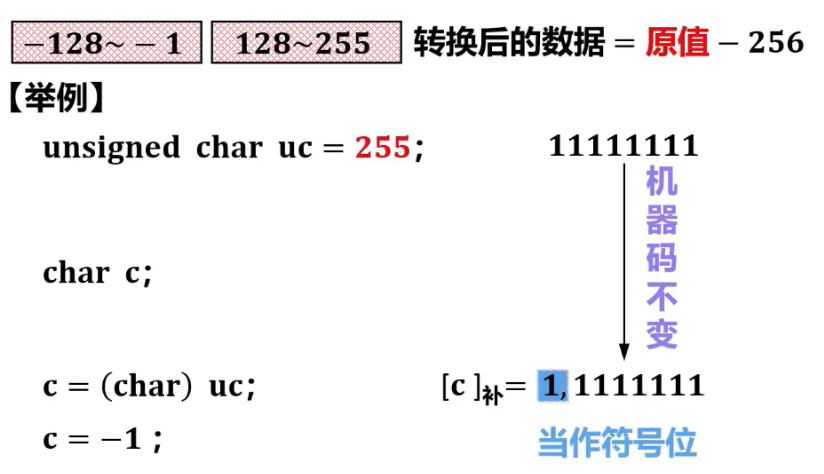 −128~−1 128~255 转换后的数据 = 原值 − 256
【举例】
unsigned char uc = 255; 11111111
机器码不变
char c;
c = (char) uc; [c]补= 1,1111111
c = −1 ; 当作符号位